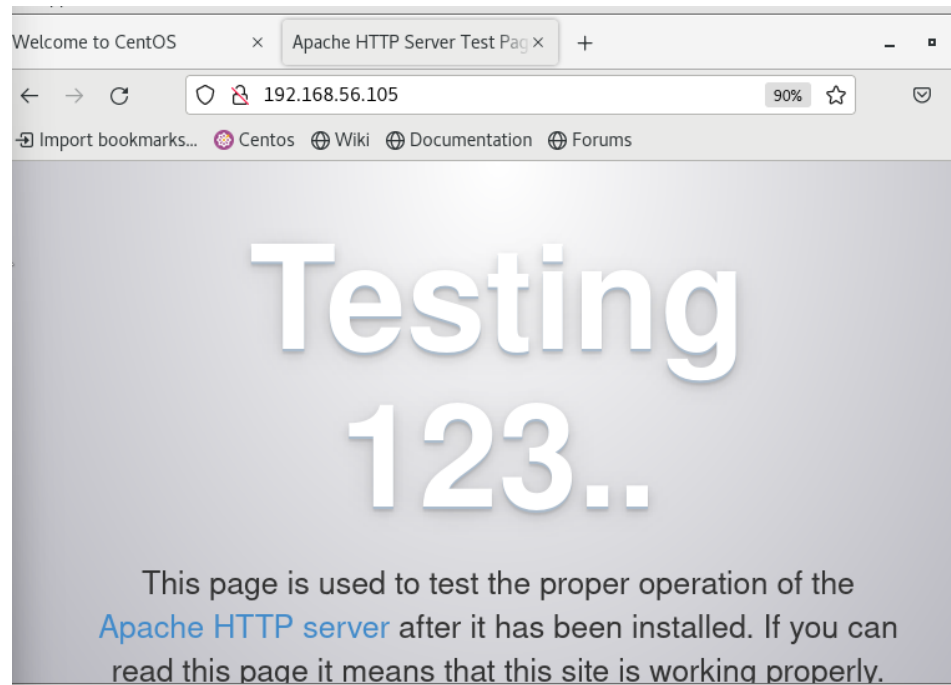 Welcome to CentOS
Apache HTTP Server Test Pag
192.168.56.105
90%
Import bookmarks...
Centos
Wiki
Documentation
Forums
Testing
123..
This page is used to test the proper operation of the
Apache HTTP server after it has been installed. If you can
read this page it means that this site is working properly.